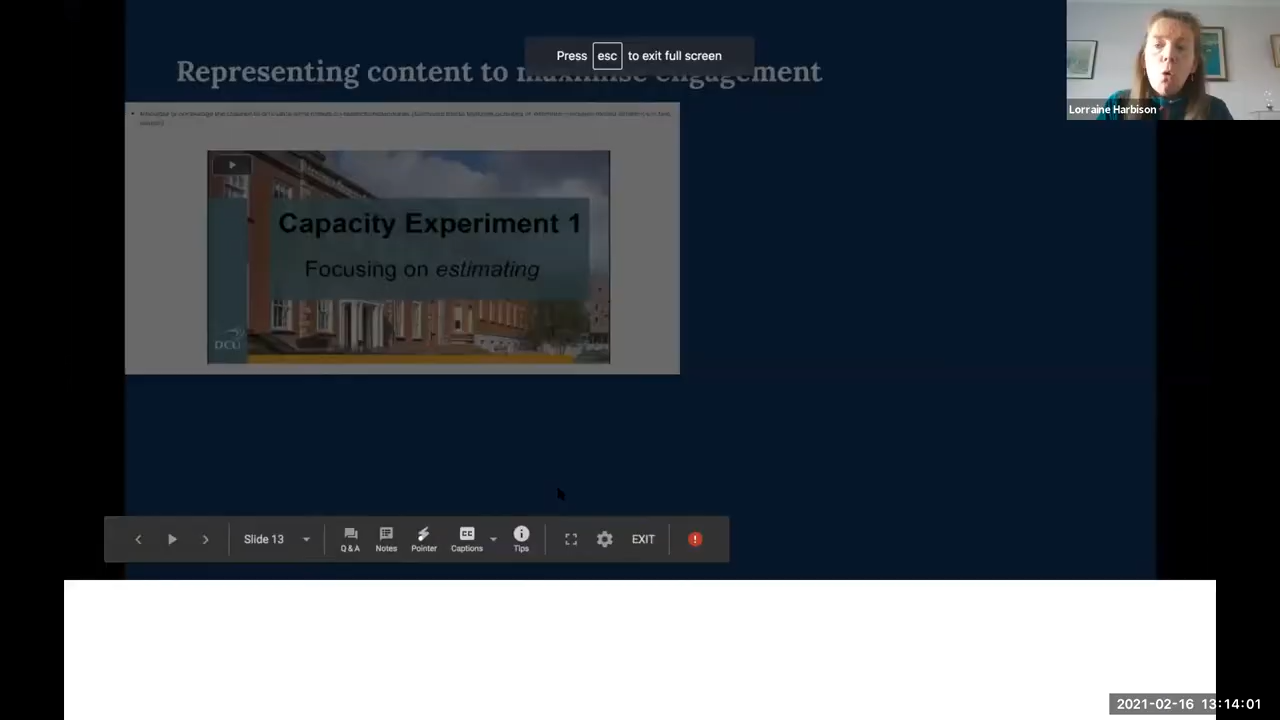 Press esc to exit full screen
Representing content to maximise engagement
Lorraine Harbison
Capacity Experiment 1
Focusing on estimating
DCU
Slide 13
Q & A
Notes
Pointer
CC
Captions
Tips
EXIT
2021-02-16 13:14:01